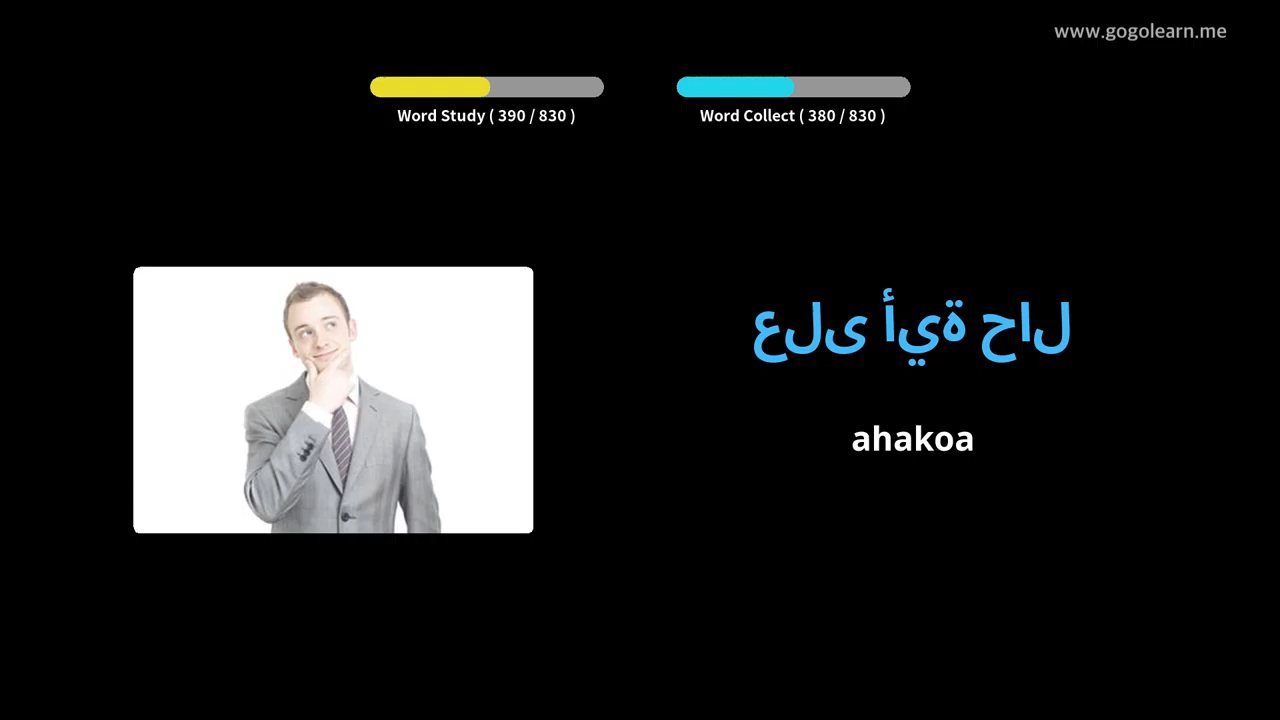 www.gogolearn.me
Word Study ( 390 / 830 )
Word Collect ( 380 / 830 )
على أية حال
ahakoa